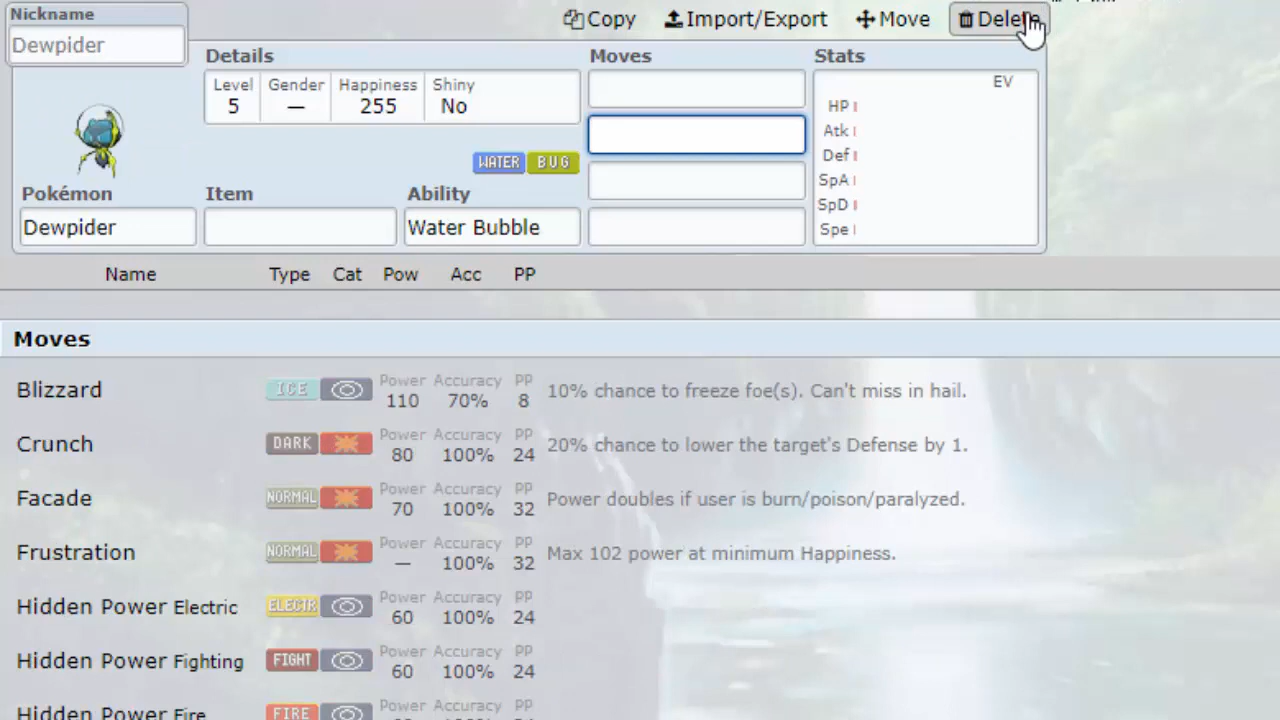 Nickname
Dewpider
Copy Import/Export Move Delete
Details
Level Gender Happiness Shiny
5 — 255 No
WATER BUG
Pokémon Item Ability
Dewpider Water Bubble
Moves
Stats
EV
HP
Atk
Def
SpA
SpD
Spe
Name Type Cat Pow Acc PP
Moves
Blizzard ICE Power 110 Accuracy 70% PP 8 10% chance to freeze foe(s). Can't miss in hail.
Crunch DARK Power 80 Accuracy 100% PP 24 20% chance to lower the target's Defense by 1.
Facade NORMAL Power 70 Accuracy 100% PP 32 Power doubles if user is burn/poison/paralyzed.
Frustration NORMAL Power — Accuracy 100% PP 32 Max 102 power at minimum Happiness.
Hidden Power Electric ELECTR Power 60 Accuracy 100% PP 24
Hidden Power Fighting FIGHT Power 60 Accuracy 100% PP 24
Hidden Power Fire FIRE Power Accuracy PP